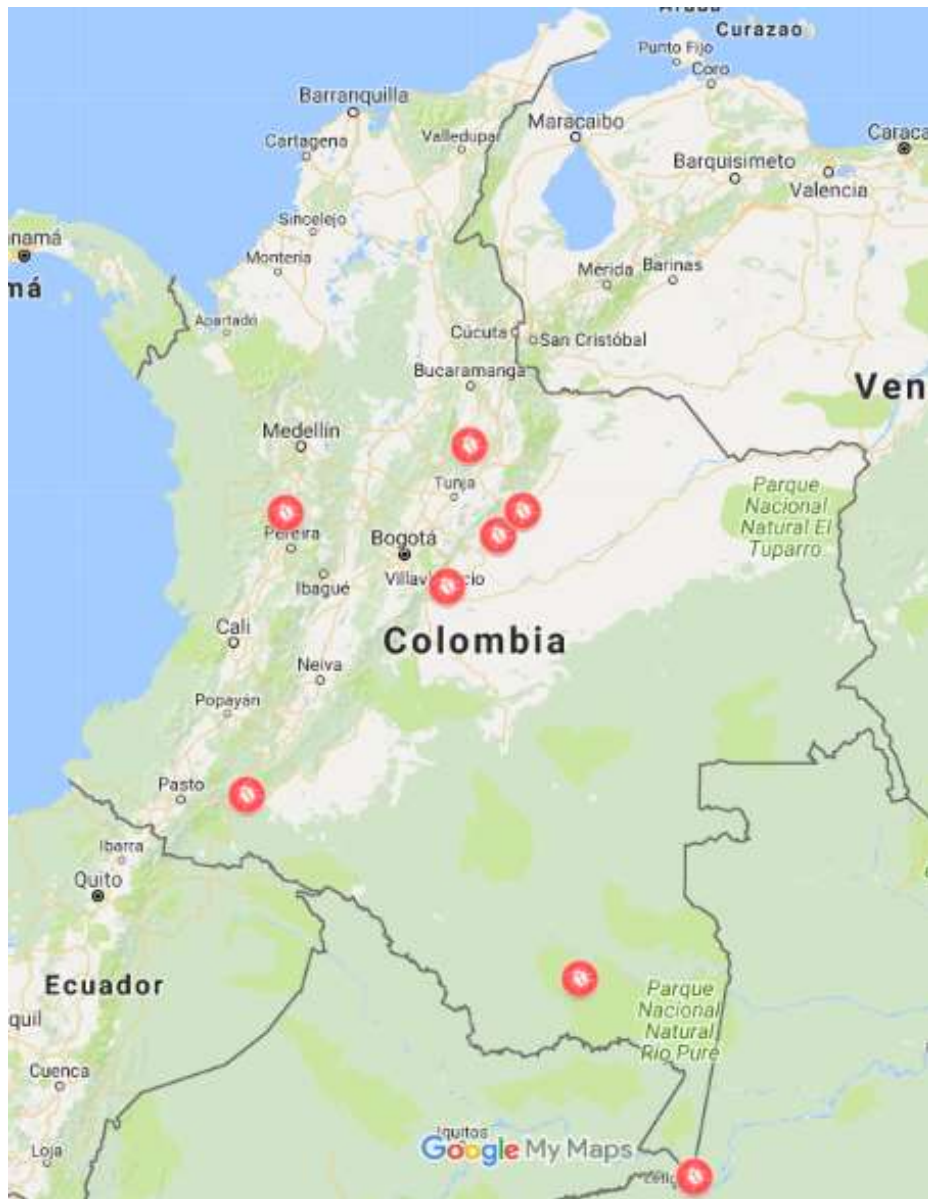 Curazao
Punto Fijo
Coro
Barranquilla
Cartagena
Valledupar
Maracaibo
Caraca
Barquisimeto
Valencia
Sincelejo
Montería
namá
má
Mérida
Barinas
Apartadó
Cúcuta
San Cristóbal
Bucaramanga
Ven
Medellín
Tunja
Parque
Nacional
Natural El
Tuparro
Pereira
Bogotá
Ibagué
Cali
Colombia
Neiva
Popayán
Pasto
Ibarra
Quito
Ecuador
quil
Parque
Nacional
Natural
Río Puré
Cuenca
Iquitos
Google My Maps
Loja